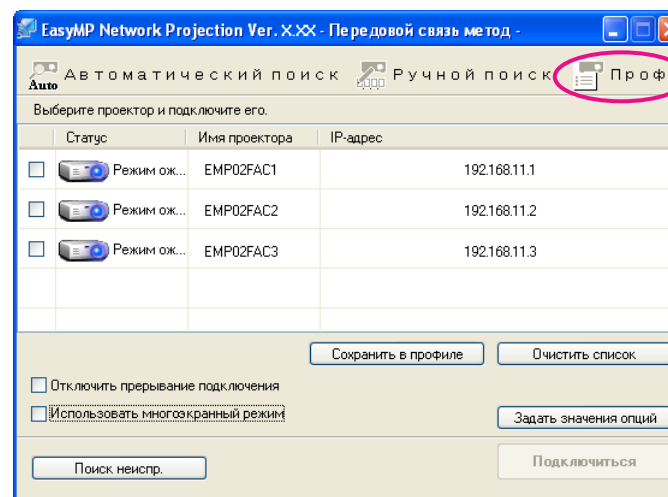 EasyMP Network Projection Ver. X.XX - Передовой связь метод -
Auto Автоматический поиск Ручной поиск Проф
Выберите проектор и подключите его.
Статус Имя проектора IP-адрес
Режим ож... EMP02FAC1 192.168.11.1
Режим ож... EMP02FAC2 192.168.11.2
Режим ож... EMP02FAC3 192.168.11.3
Сохранить в профиле Очистить список
Отключить прерывание подключения
Использовать многоэкранный режим
Задать значения опций
Поиск неиспр. Подключиться